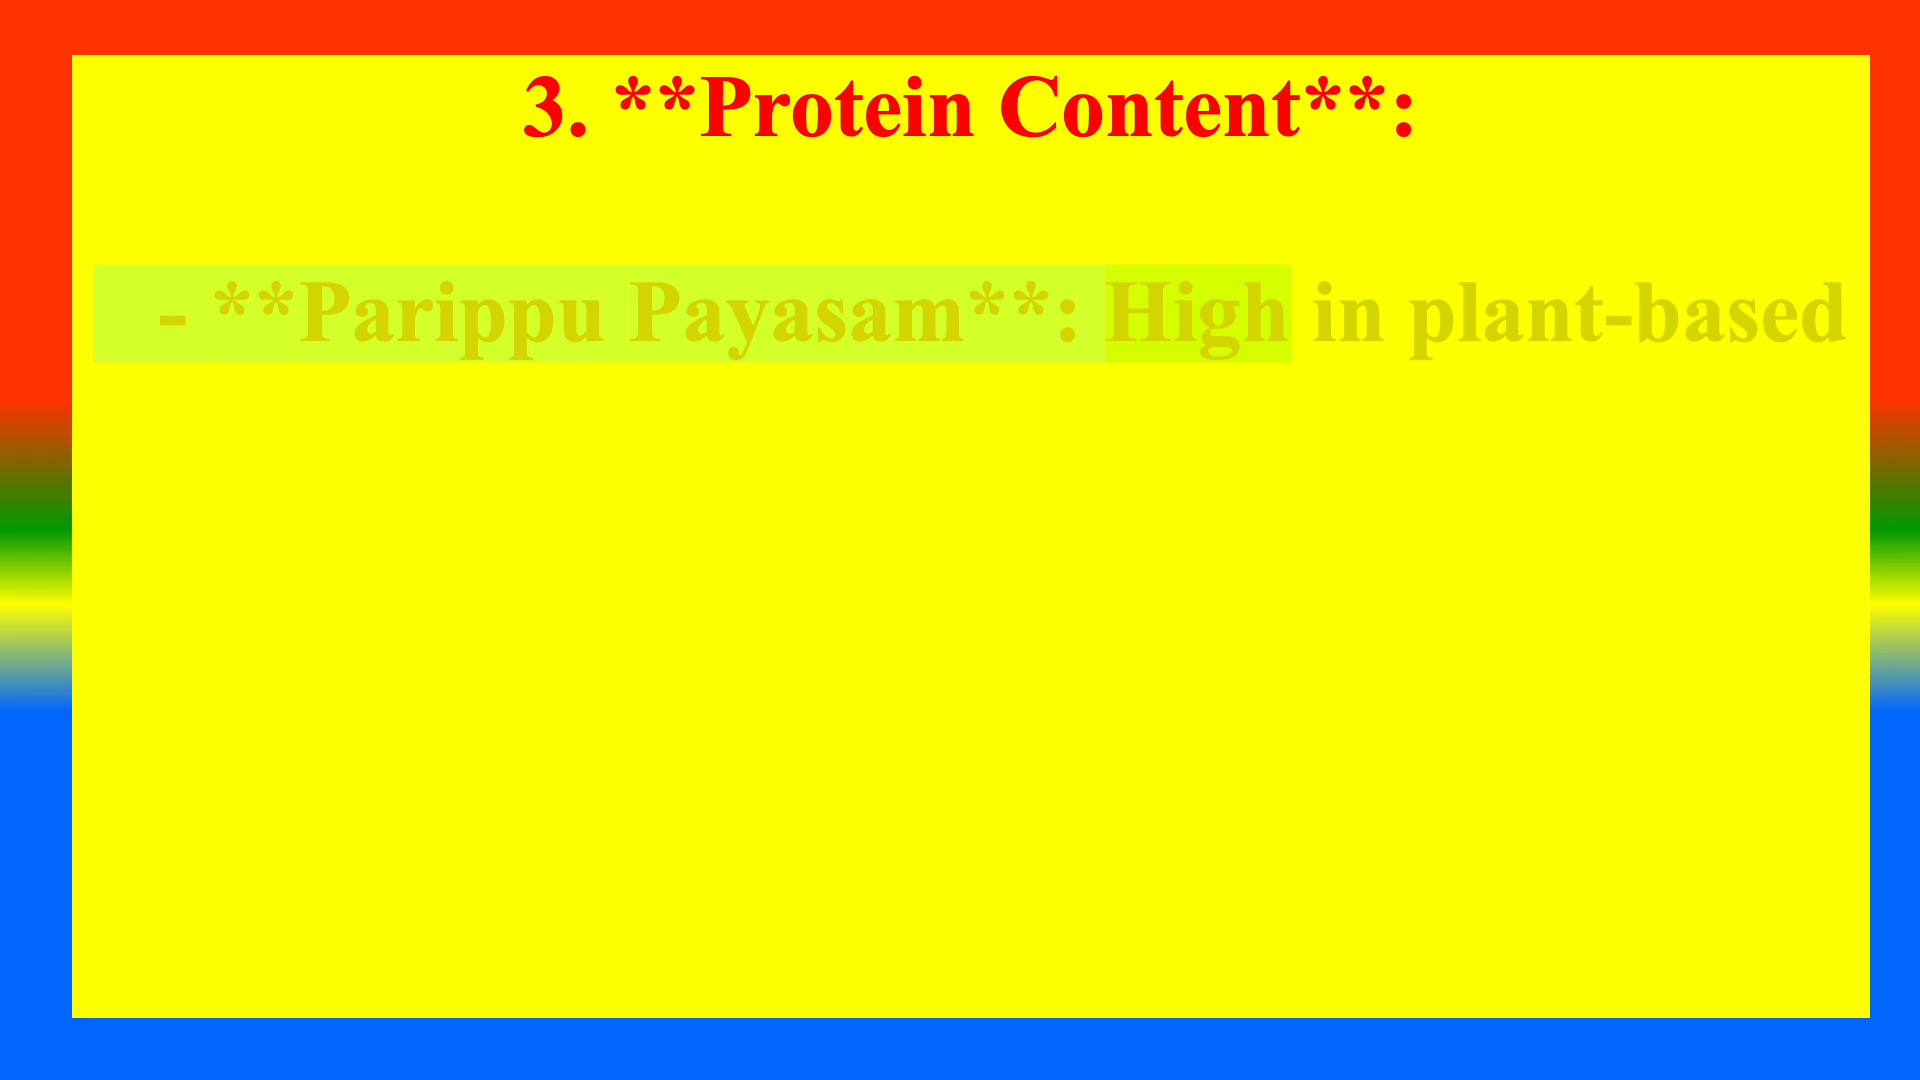 3. **Protein Content**:
- **Parippu Payasam**: High in plant-based